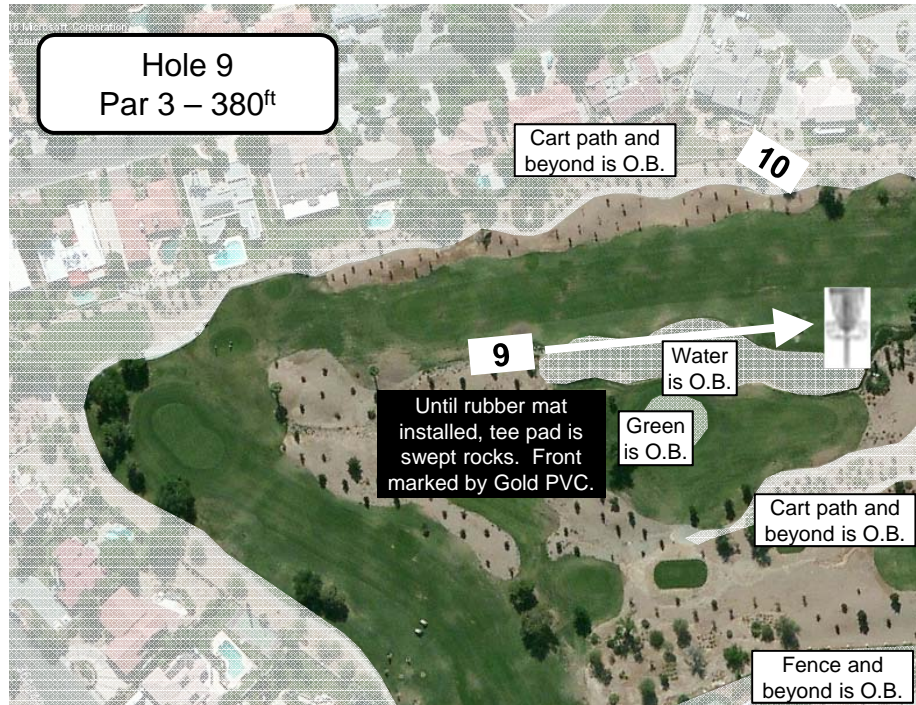 Microsoft Corporation
Hole 9
Par 3 – 380ft
Cart path and
beyond is O.B.
10
9
Water
is O.B.
Until rubber mat
installed, tee pad is
swept rocks.  Front
marked by Gold PVC.
Green
is O.B.
Cart path and
beyond is O.B.
Fence and
beyond is O.B.